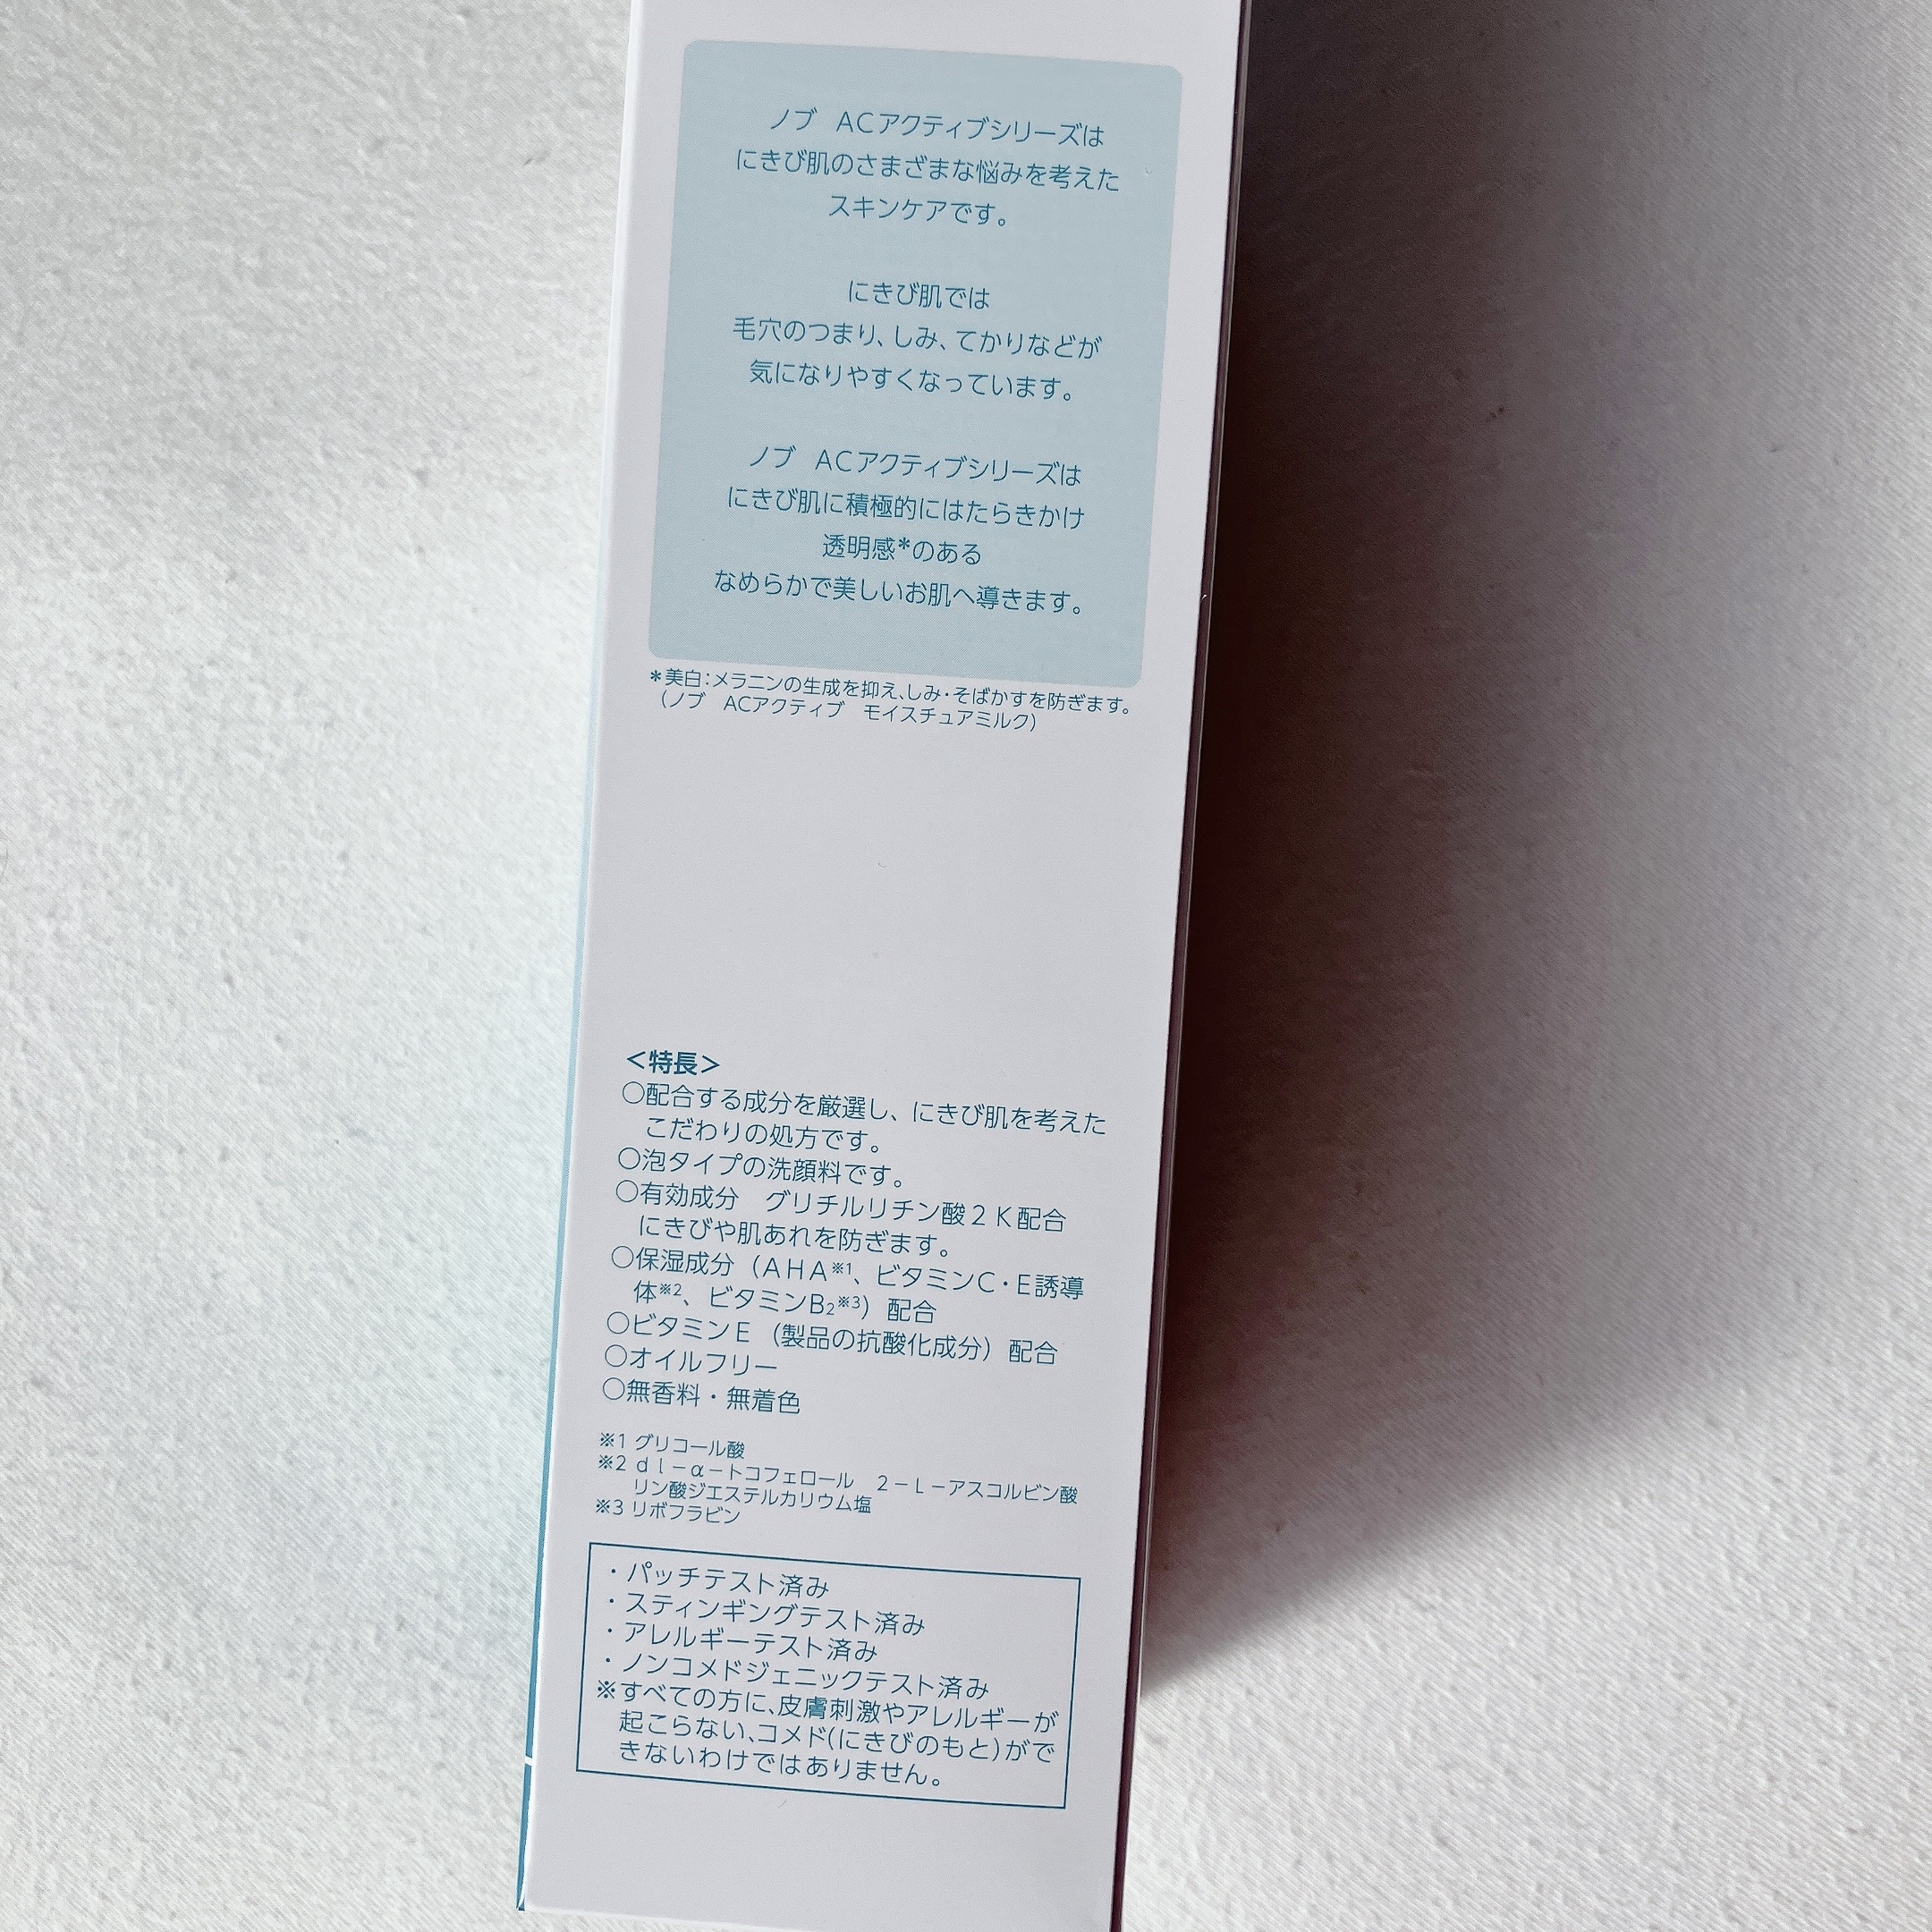 ノブ ACアクティブシリーズは
にきび肌のさまざまな悩みを考えた
スキンケアです。
にきび肌では
毛穴のつまり、しみ、てかりなどが
気になりやすくなっています。
ノブ ACアクティブシリーズは
にきび肌に積極的にはたらきかけ
透明感*のある
なめらかで美しいお肌へ導きます。
*美白:メラニンの生成を抑え、しみ・そばかすを防ぎます。
(ノブ ACアクティブ モイスチュアミルク)
<特長>
○配合する成分を厳選し、にきび肌を考えた
こだわりの処方です。
○泡タイプの洗顔料です。
○有効成分 グリチルリチン酸2K配合
にきびや肌あれを防ぎます。
○保湿成分(AHA※1、ビタミンC・E誘導
体※2、ビタミンB2※3)配合
○ビタミンE(製品の抗酸化成分)配合
○オイルフリー
○無香料・無着色
※1 グリコール酸
※2 dl-α-トコフェロール 2-L-アスコルビン酸
リン酸ジエステルカリウム塩
※3 リボフラビン
・パッチテスト済み
・スティンギングテスト済み
・アレルギーテスト済み
・ノンコメドジェニックテスト済み
※すべての方に、皮膚刺激やアレルギーが
起こらない、コメド(にきびのもと)がで
きないわけではありません。